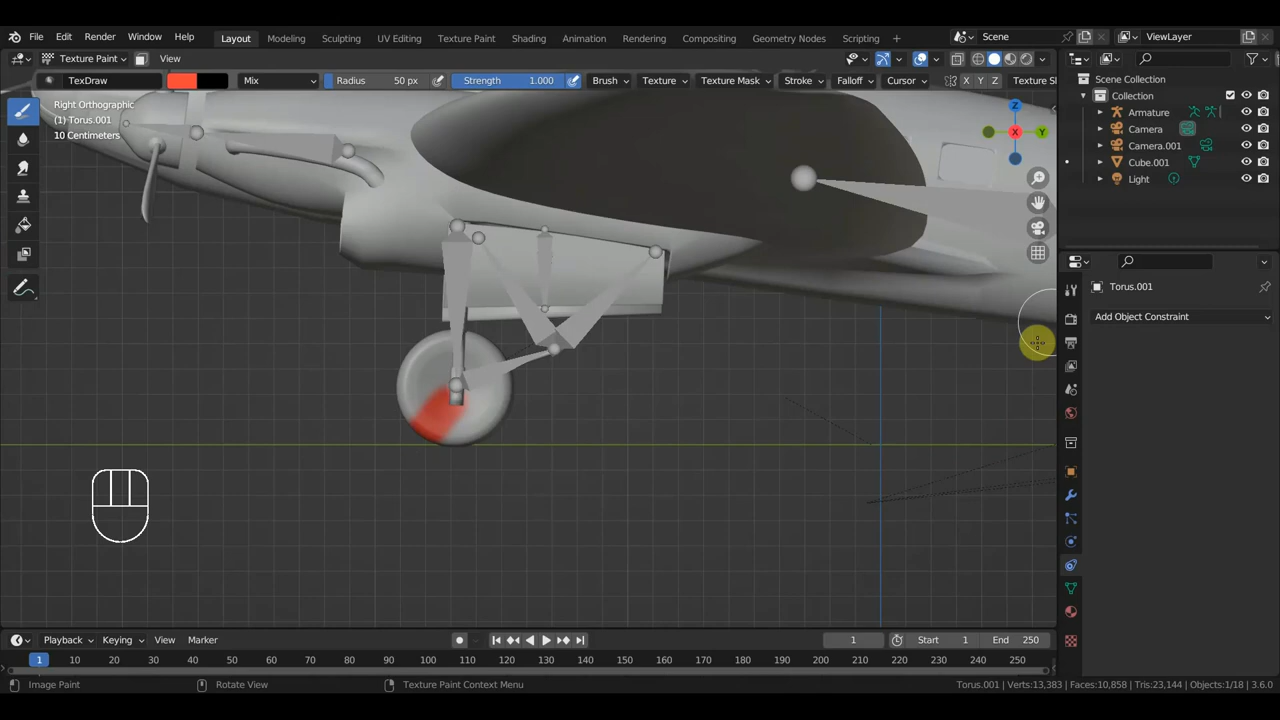 File Edit Render Window Help Layout Modeling Sculpting UV Editing Texture Paint Shading Animation Rendering Compositing Geometry Nodes Scripting + Scene ViewLayer
Texture Paint View
TexDraw Mix Radius 50 px Strength 1.000 Brush Texture Texture Mask Stroke Falloff Cursor X Y Z Texture Sl
Right Orthographic
(1) Torus.001
10 Centimeters
Z
X
Y
Scene Collection
Collection
Armature
Camera
Camera.001
Cube.001
Light
Torus.001
Add Object Constraint
Playback Keying View Marker 1 Start 1 End 250
1 10 20 30 40 50 60 70 80 90 100 110 120 130 140 150 160 170 180 190 200 210 220 230 240 250
Image Paint Rotate View Texture Paint Context Menu Torus.001 | Verts:13,383 | Faces:10,858 | Tris:23,144 | Objects:1/18 | 3.6.0